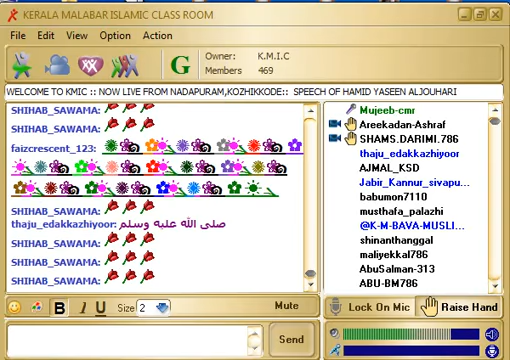 KERALA MALABAR ISLAMIC CLASS ROOM
File Edit View Option Action
G Owner: K.M.I.C
Members 469
WELCOME TO KMIC :: NOW LIVE FROM NADAPURAM,KOZHIKKODE:: SPEECH OF HAMID YASEEN ALJOUHARI
SHIHAB_SAWAMA:
SHIHAB_SAWAMA:
faizcrescent_123:
SHIHAB_SAWAMA:
thaju_edakkazhiyoor: صلى الله عليه وسلم
SHIHAB_SAWAMA:
SHIHAB_SAWAMA:
SHIHAB_SAWAMA:
Mujeeb-cmr
Areekadan-Ashraf
SHAMS.DARIMI.786
thaju_edakkazhiyoor
AJMAL_KSD
Jabir_Kannur_sivapu...
babumon7110
musthafa_palazhi
@K-M-BAVA-MUSLI...
shinanthanggal
maliyekkal786
AbuSalman-313
ABU-BM786
B I U Size 2 Mute
Lock On Mic Raise Hand
Send